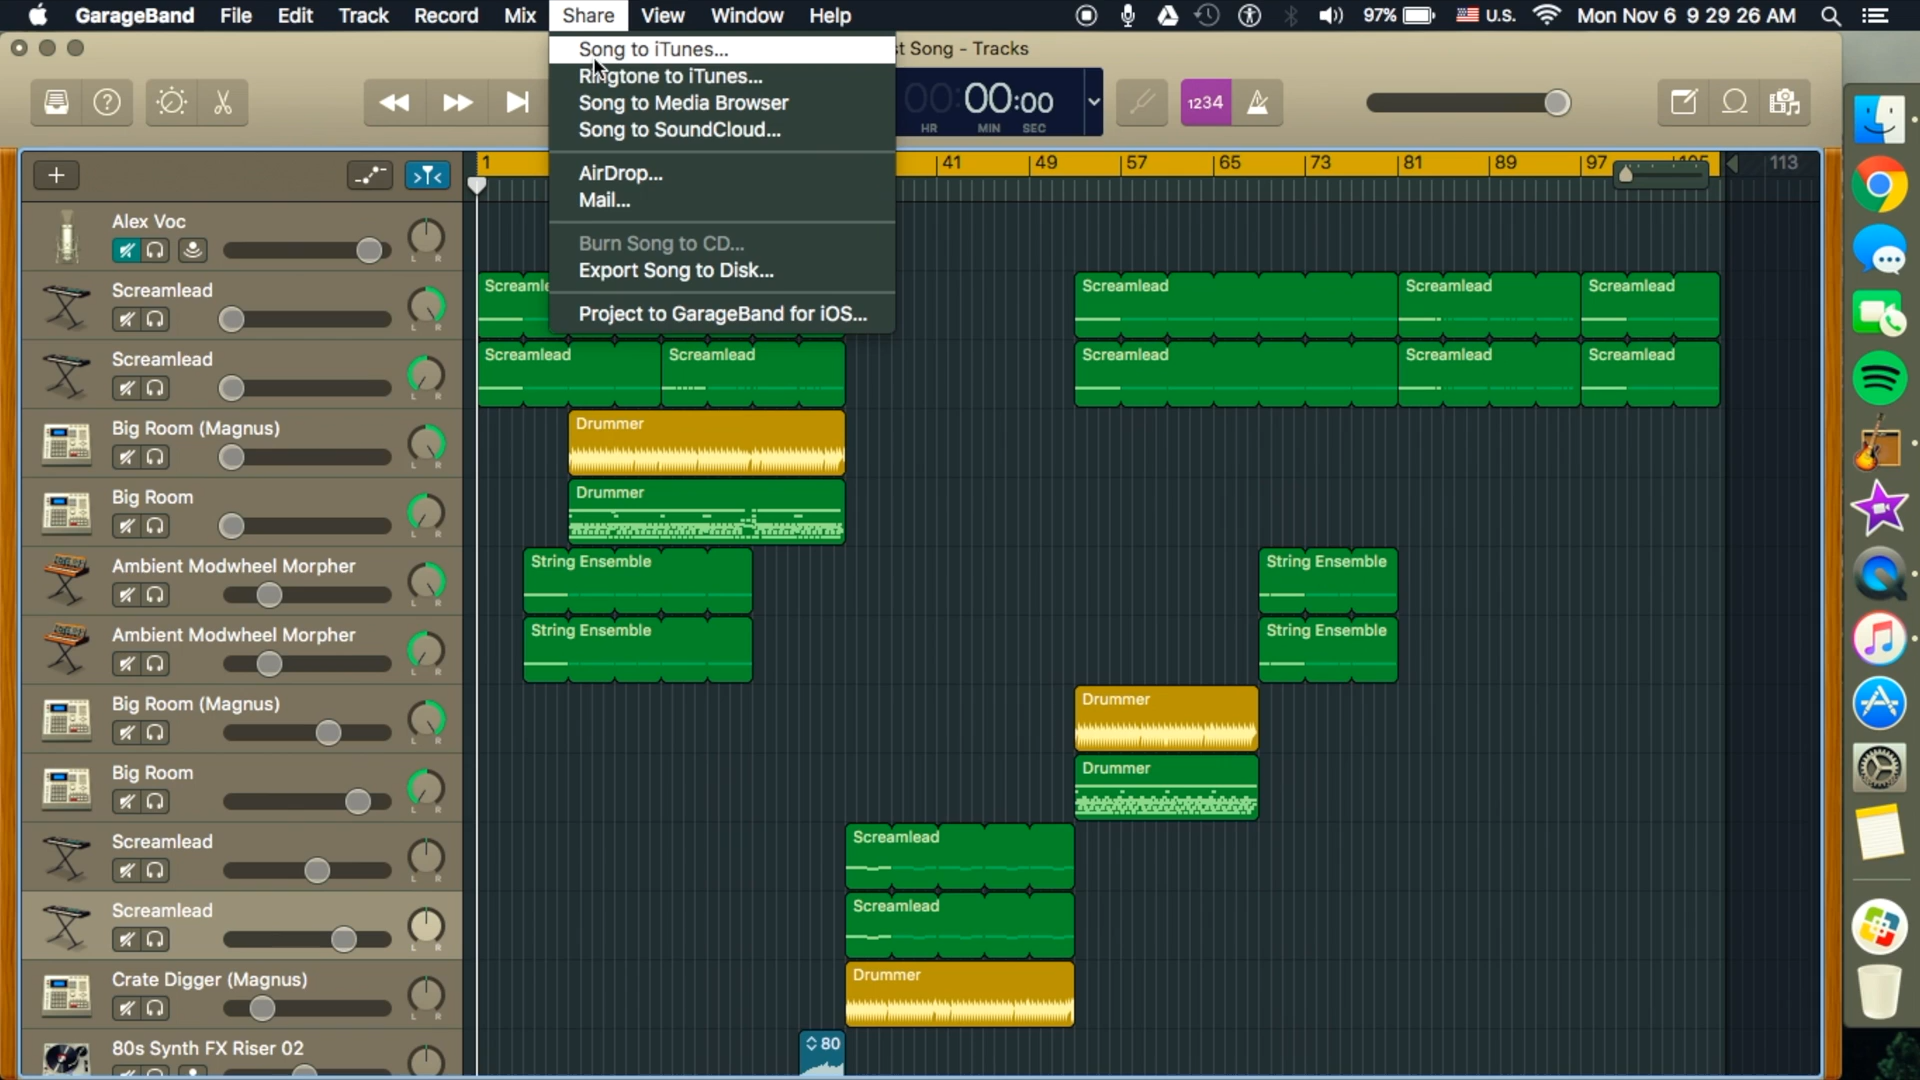 GarageBand File Edit Track Record Mix Share View Window Help 97% U.S. Mon Nov 6 9 29 26 AM
st Song - Tracks
Song to iTunes...
Ringtone to iTunes...
Song to Media Browser
Song to SoundCloud...
AirDrop...
Mail...
Burn Song to CD...
Export Song to Disk...
Project to GarageBand for iOS...
00 00:00
HR MIN SEC
1234
1 41 49 57 65 73 81 89 97 105 113
Alex Voc
L R
Screamlead
L R
Screamle
Screamlead Screamlead Screamlead
Screamlead
L R
Screamlead Screamlead Screamlead Screamlead Screamlead
Big Room (Magnus)
L R
Drummer
Big Room
L R
Drummer
Ambient Modwheel Morpher
L R
String Ensemble String Ensemble
Ambient Modwheel Morpher
L R
String Ensemble String Ensemble
Big Room (Magnus)
L R
Drummer
Big Room
L R
Drummer
Screamlead
L R
Screamlead
Screamlead
L R
Screamlead
Crate Digger (Magnus)
L R
Drummer
80s Synth FX Riser 02
80